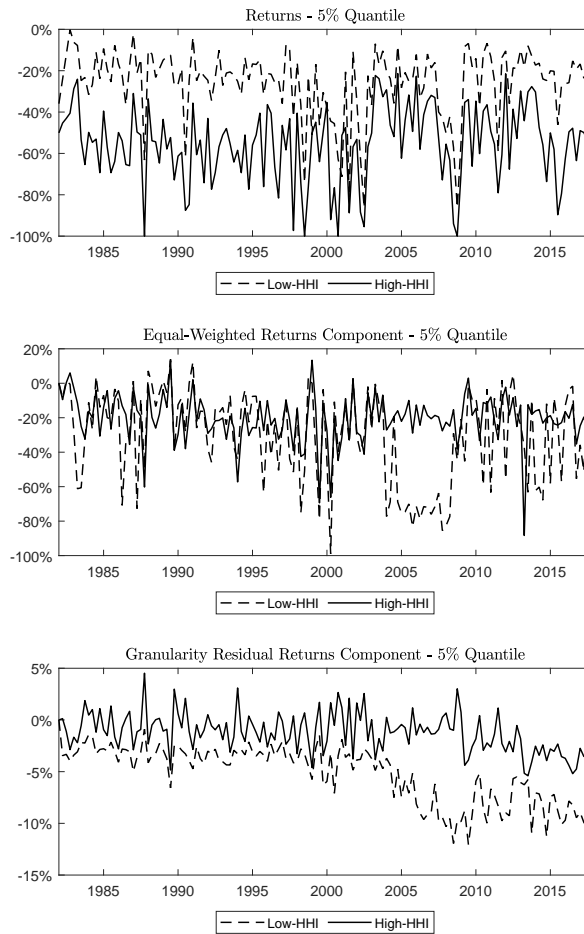 Returns - 5% Quantile
0%
-20%
-40%
-60%
-80%
-100%
1985 1990 1995 2000 2005 2010 2015
Low-HHI High-HHI
Equal-Weighted Returns Component - 5% Quantile
20%
0%
-20%
-40%
-60%
-80%
-100%
1985 1990 1995 2000 2005 2010 2015
Low-HHI High-HHI
Granularity Residual Returns Component - 5% Quantile
5%
0%
-5%
-10%
-15%
1985 1990 1995 2000 2005 2010 2015
Low-HHI High-HHI